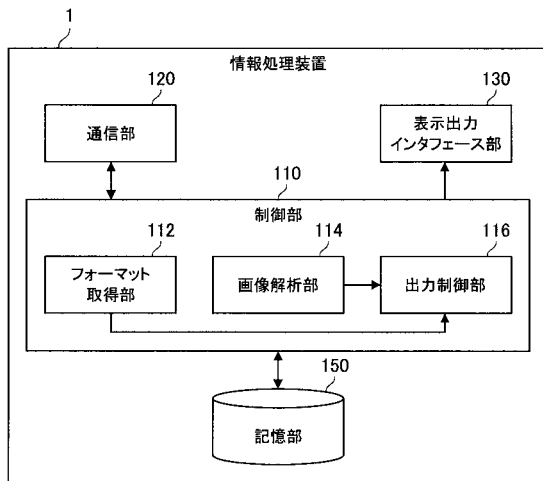 1
情報処理装置
120
130
通信部
表示出力
インタフェース部
110
制御部
112
114
116
フォーマット
取得部
画像解析部
出力制御部
150
記憶部